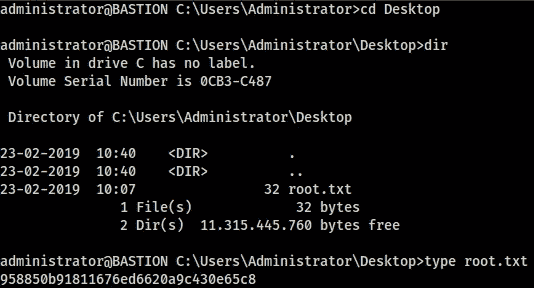 administrator@BASTION C:\Users\Administrator>cd Desktop
administrator@BASTION C:\Users\Administrator\Desktop>dir
Volume in drive C has no label.
Volume Serial Number is 0CB3-C487
Directory of C:\Users\Administrator\Desktop
23-02-2019  10:40    <DIR>          .
23-02-2019  10:40    <DIR>          ..
23-02-2019  10:07                32 root.txt
1 File(s)             32 bytes
2 Dir(s)  11.315.445.760 bytes free
administrator@BASTION C:\Users\Administrator\Desktop>type root.txt
958850b91811676ed6620a9c430e65c8